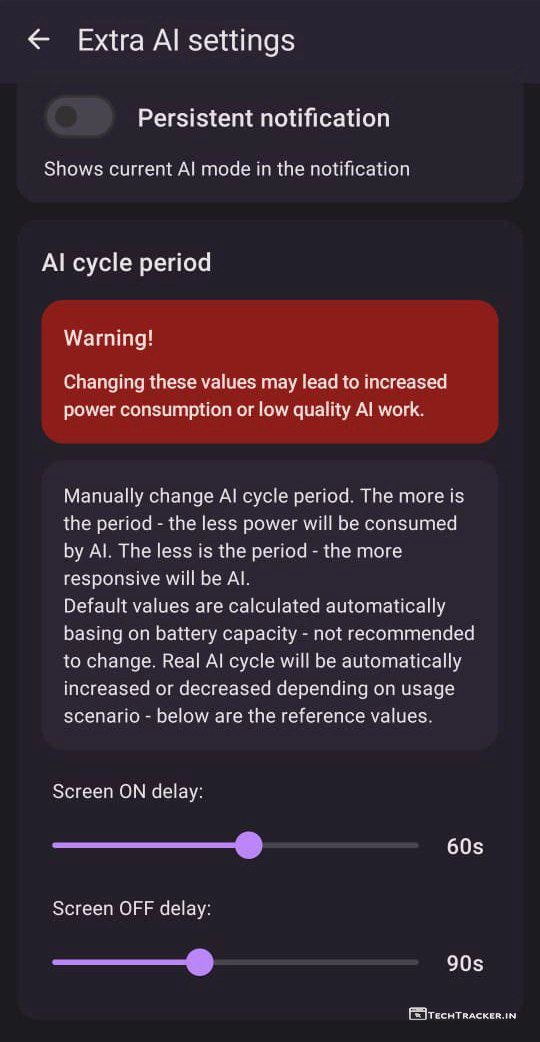 Extra AI settings
Persistent notification
Shows current AI mode in the notification
AI cycle period
Warning!
Changing these values may lead to increased
power consumption or low quality AI work.
Manually change AI cycle period. The more is
the period - the less power will be consumed
by AI. The less is the period - the more
responsive will be AI.
Default values are calculated automatically
basing on battery capacity - not recommended
to change. Real AI cycle will be automatically
increased or decreased depending on usage
scenario - below are the reference values.
Screen ON delay:
60s
Screen OFF delay:
90s
TechTracker.in